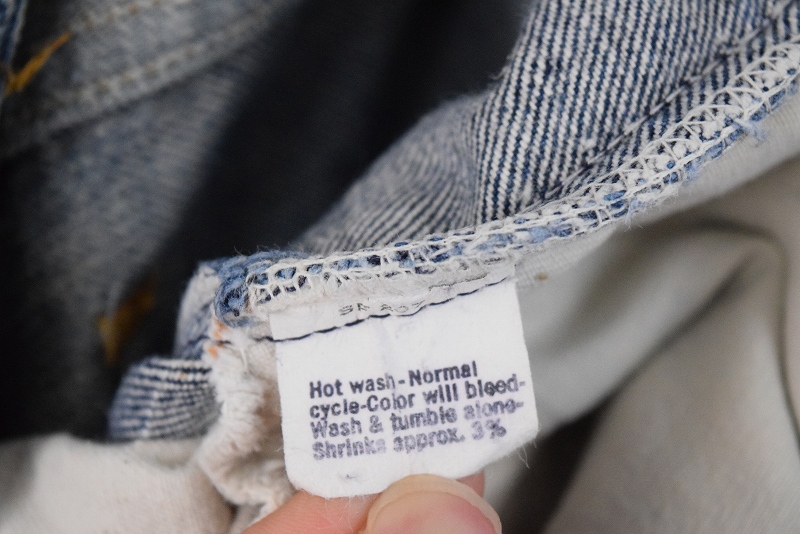 Hot wash-Normal
cycle-Color will bleed-
Wash & tumble alone-
Shrinks approx. 3%